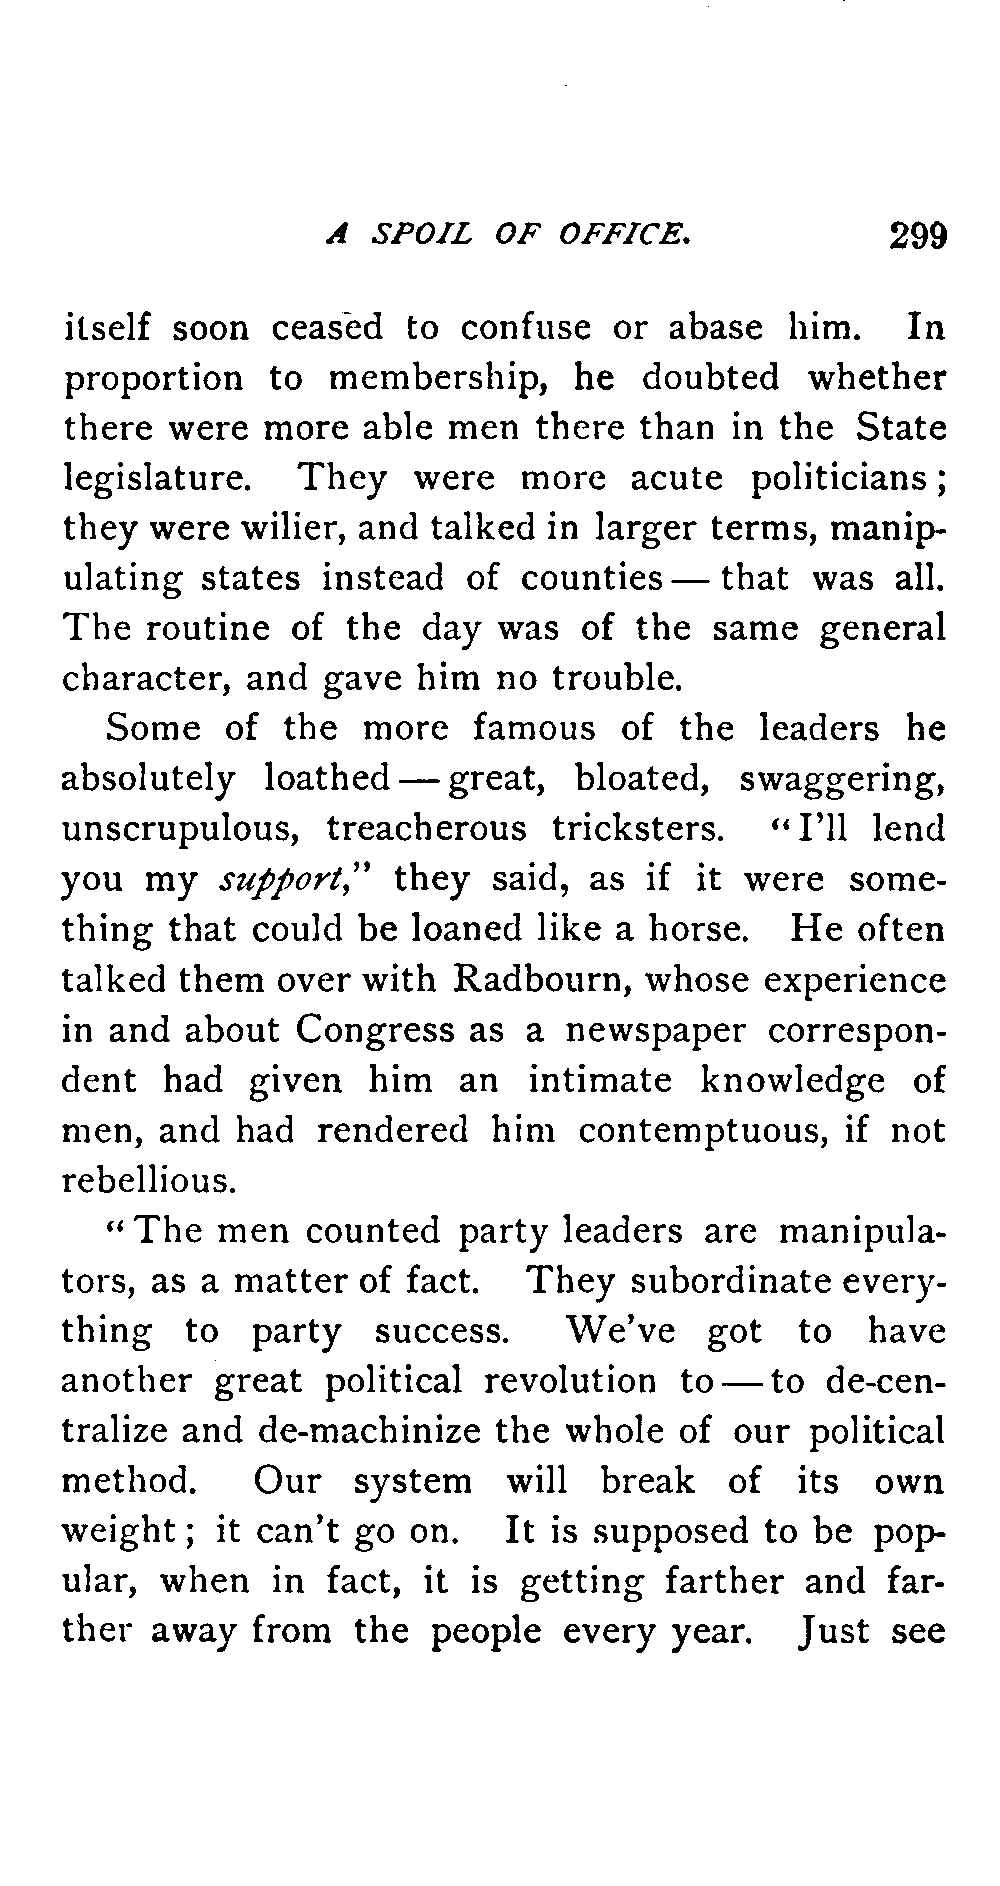 A SPOIL OF OFFICE. 299
itself soon ceased to confuse or abase him. In
proportion to membership, he doubted whether
there were more able men there than in the State
legislature. They were more acute politicians;
they were wilier, and talked in larger terms, manip-
ulating states instead of counties — that was all.
The routine of the day was of the same general
character, and gave him no trouble.
Some of the more famous of the leaders he
absolutely loathed — great, bloated, swaggering,
unscrupulous, treacherous tricksters. "I'll lend
you my support," they said, as if it were some-
thing that could be loaned like a horse. He often
talked them over with Radbourn, whose experience
in and about Congress as a newspaper correspon-
dent had given him an intimate knowledge of
men, and had rendered him contemptuous, if not
rebellious.
"The men counted party leaders are manipula-
tors, as a matter of fact. They subordinate every-
thing to party success. We've got to have
another great political revolution to — to de-cen-
tralize and de-machinize the whole of our political
method. Our system will break of its own
weight; it can't go on. It is supposed to be pop-
ular, when in fact, it is getting farther and far-
ther away from the people every year. Just see